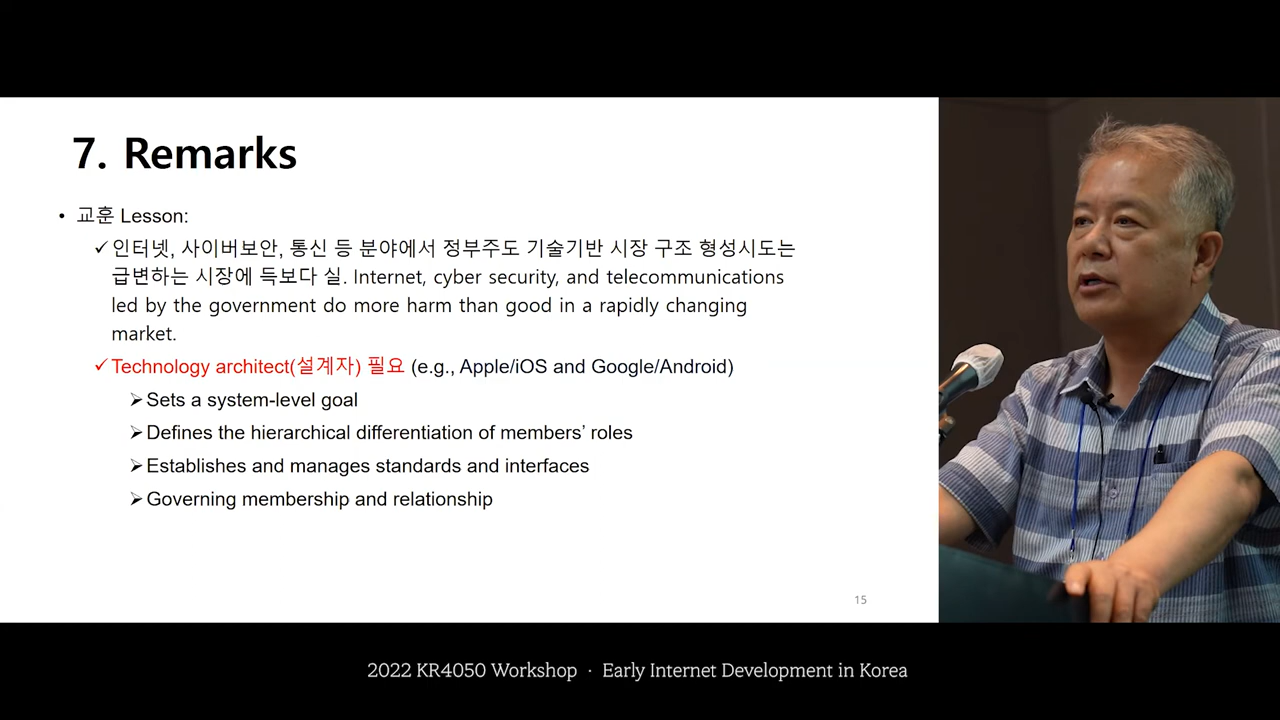 7. Remarks
• 교훈 Lesson:
✓인터넷, 사이버보안, 통신 등 분야에서 정부주도 기술기반 시장 구조 형성시도는
급변하는 시장에 득보다 실. Internet, cyber security, and telecommunications
led by the government do more harm than good in a rapidly changing
market.
✓Technology architect(설계자) 필요 (e.g., Apple/iOS and Google/Android)
➢Sets a system-level goal
➢Defines the hierarchical differentiation of members’ roles
➢Establishes and manages standards and interfaces
➢Governing membership and relationship
15
2022 KR4050 Workshop · Early Internet Development in Korea